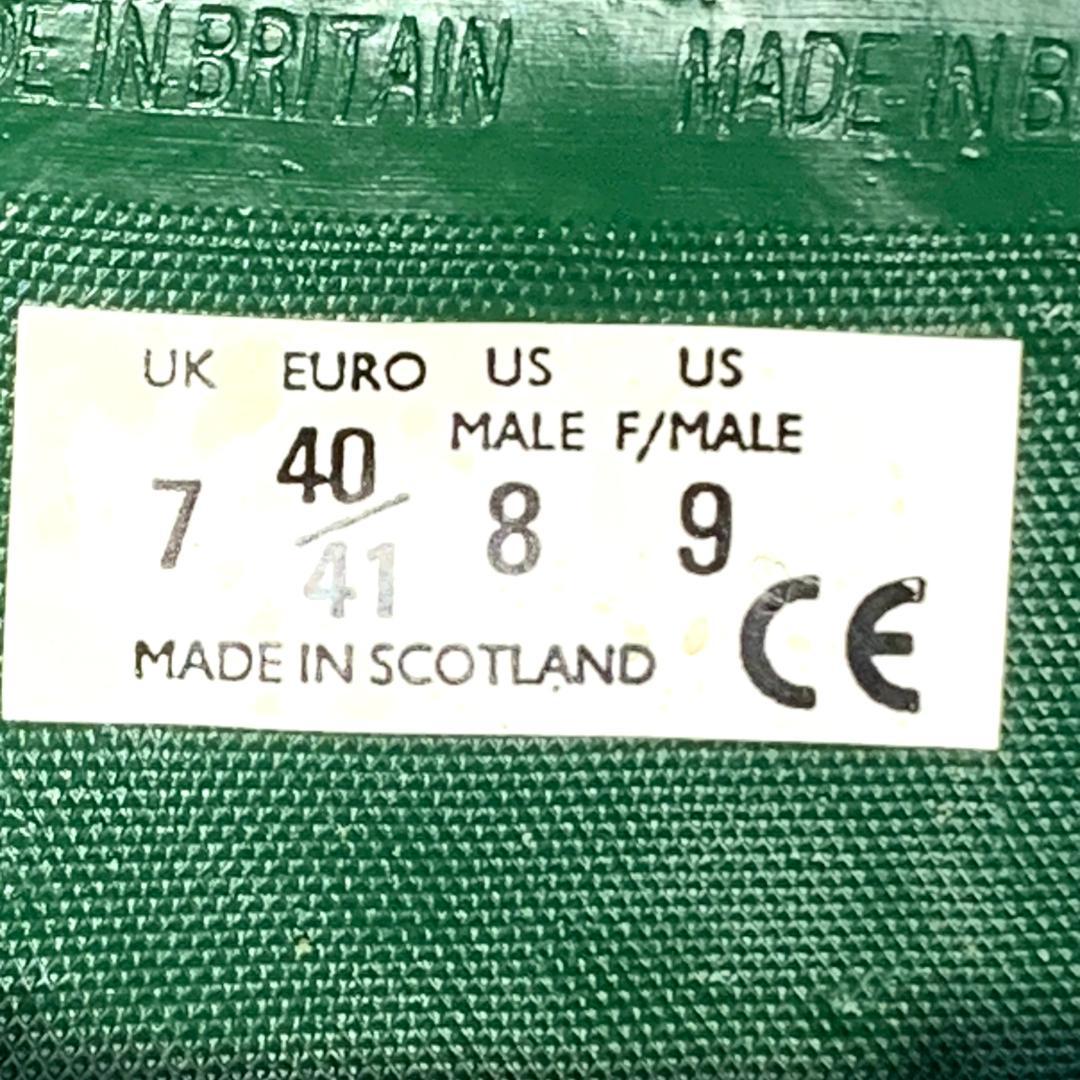 DE IN BRITAIN MADE IN B
UK EURO US US
MALE F/MALE
7 40/41 8 9
MADE IN SCOTLAND CE